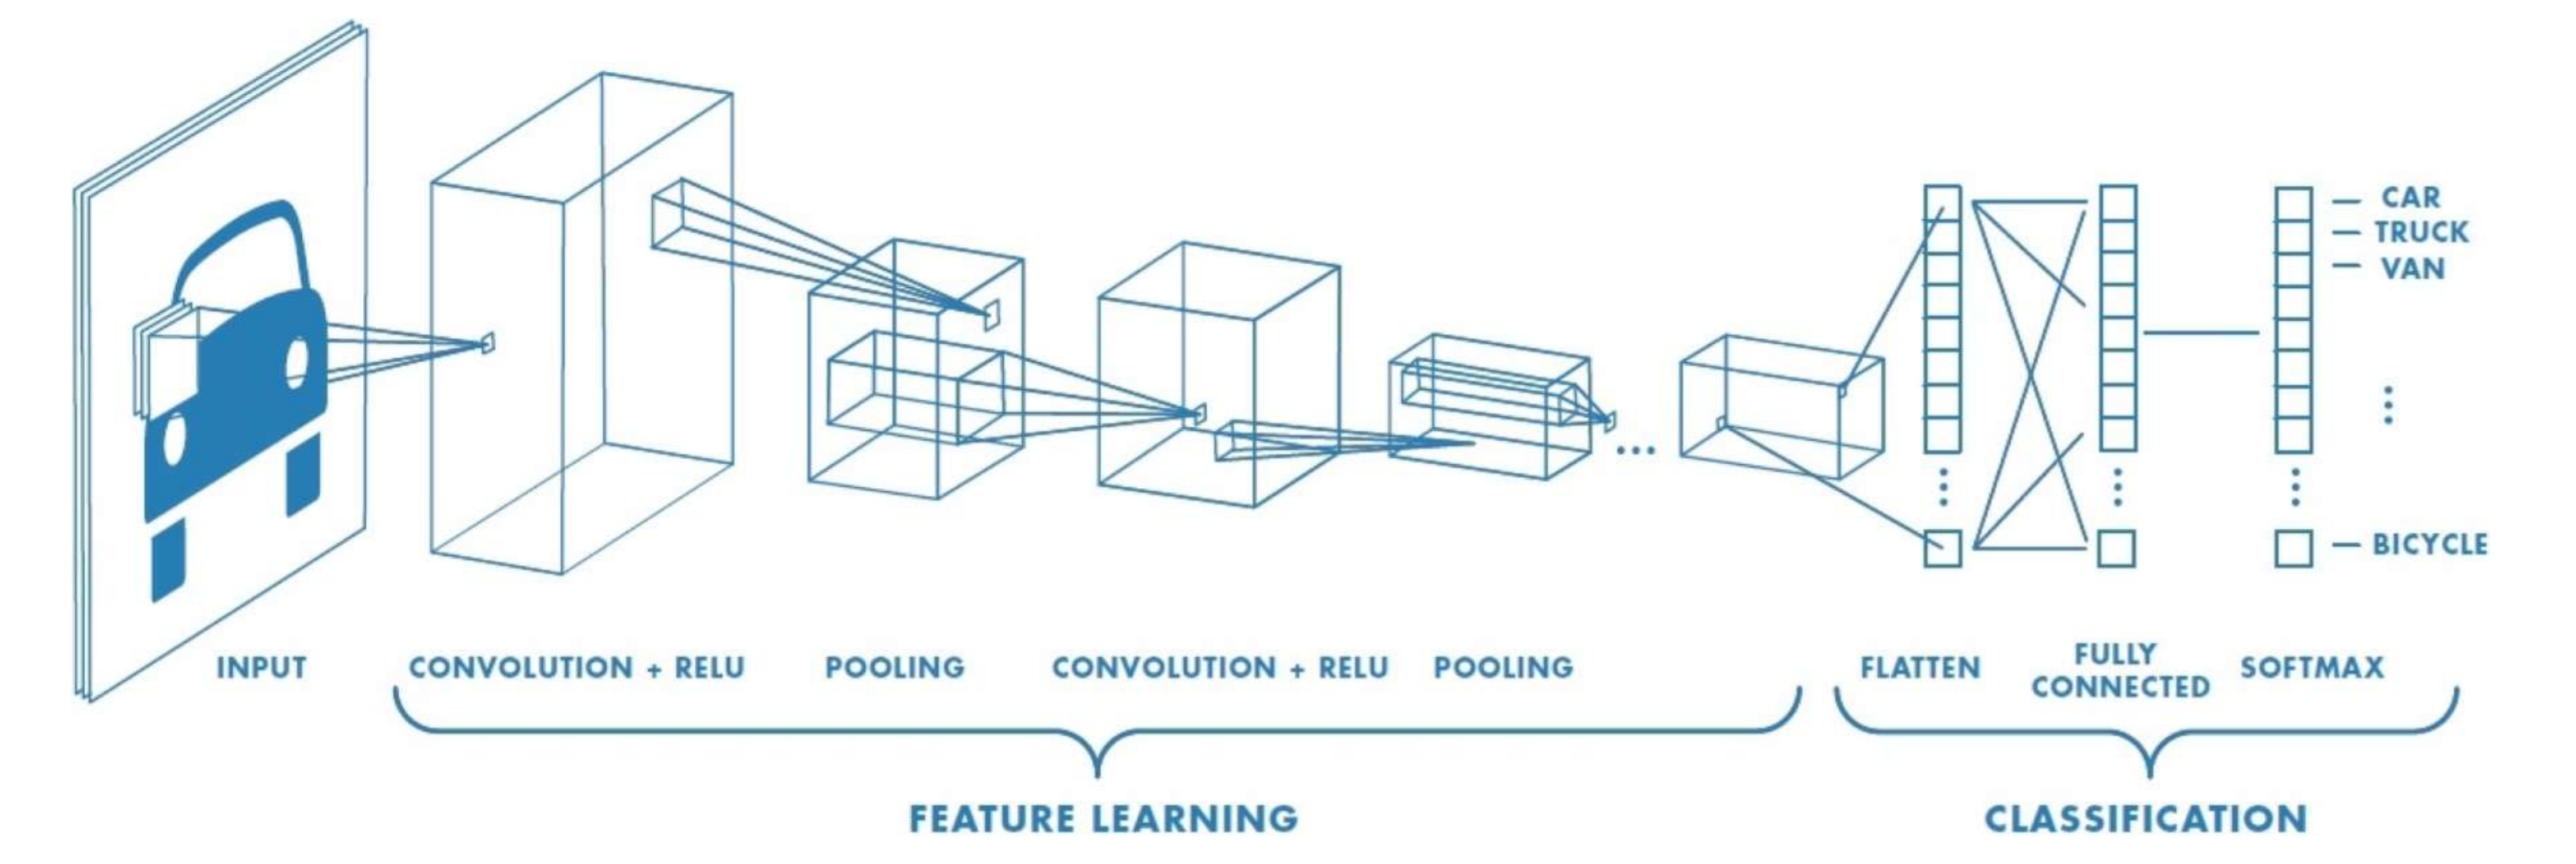 CAR
TRUCK
VAN
BICYCLE
INPUT
CONVOLUTION + RELU
POOLING
CONVOLUTION + RELU
POOLING
FLATTEN
FULLY
CONNECTED
SOFTMAX
FEATURE LEARNING
CLASSIFICATION